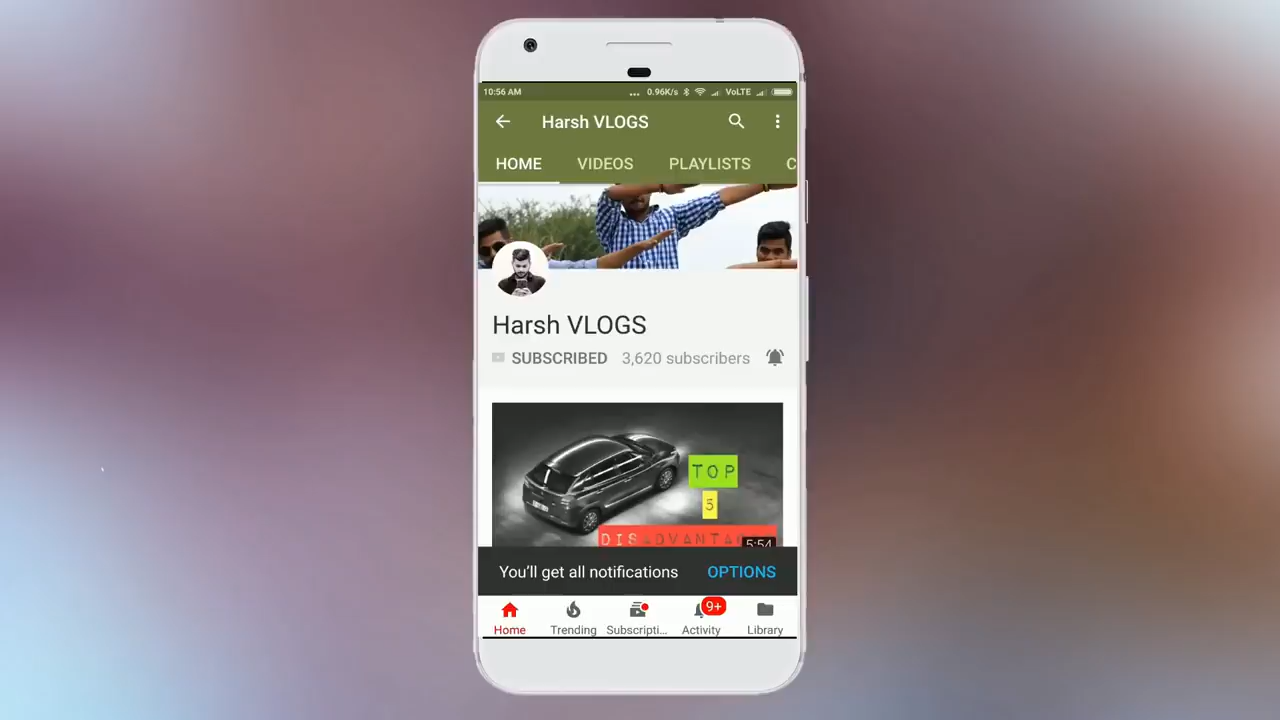 10:56 AM ... 0.96K/s VoLTE
Harsh VLOGS
HOME VIDEOS PLAYLISTS C
Harsh VLOGS
SUBSCRIBED 3,620 subscribers
TOP
5
DISADVANTAG
5:54
You'll get all notifications OPTIONS
9+
Home Trending Subscripti... Activity Library